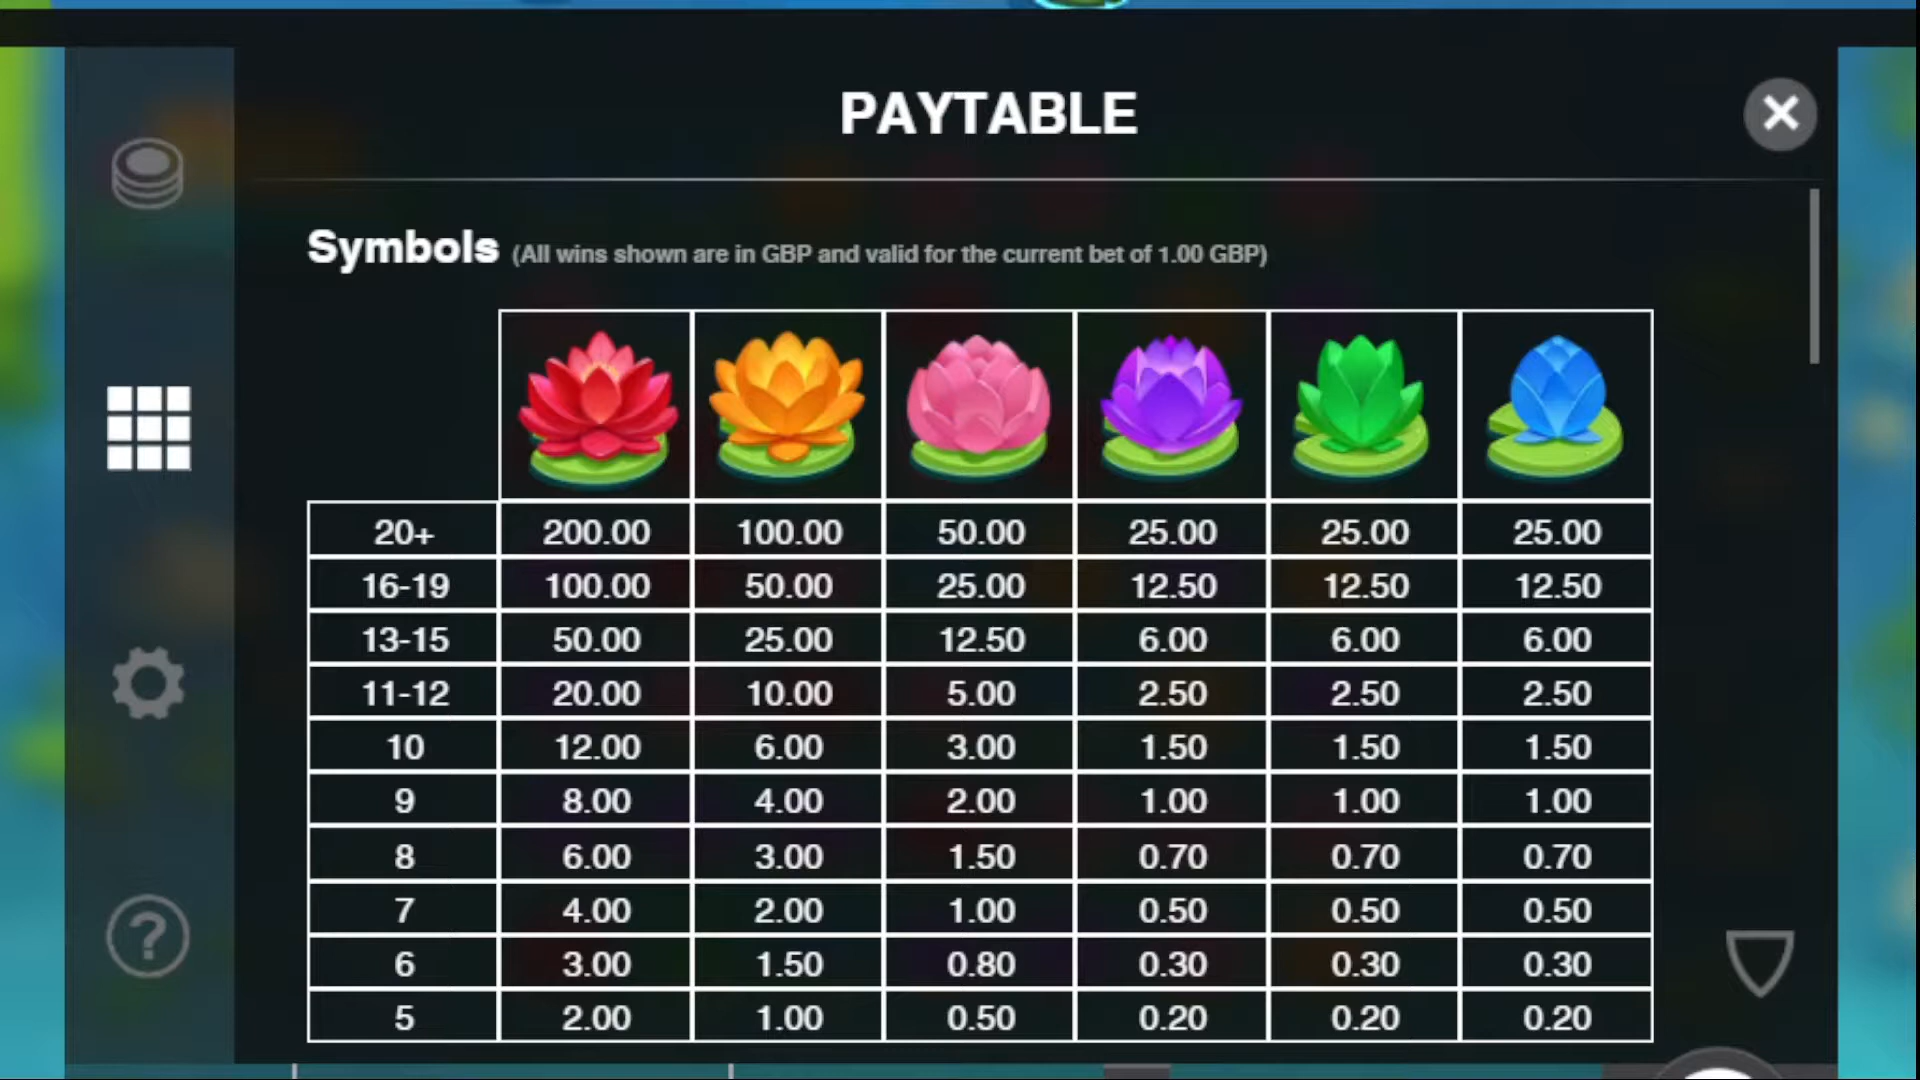 PAYTABLE
Symbols (All wins shown are in GBP and valid for the current bet of 1.00 GBP)
20+ 200.00 100.00 50.00 25.00 25.00 25.00
16-19 100.00 50.00 25.00 12.50 12.50 12.50
13-15 50.00 25.00 12.50 6.00 6.00 6.00
11-12 20.00 10.00 5.00 2.50 2.50 2.50
10 12.00 6.00 3.00 1.50 1.50 1.50
9 8.00 4.00 2.00 1.00 1.00 1.00
8 6.00 3.00 1.50 0.70 0.70 0.70
7 4.00 2.00 1.00 0.50 0.50 0.50
6 3.00 1.50 0.80 0.30 0.30 0.30
5 2.00 1.00 0.50 0.20 0.20 0.20